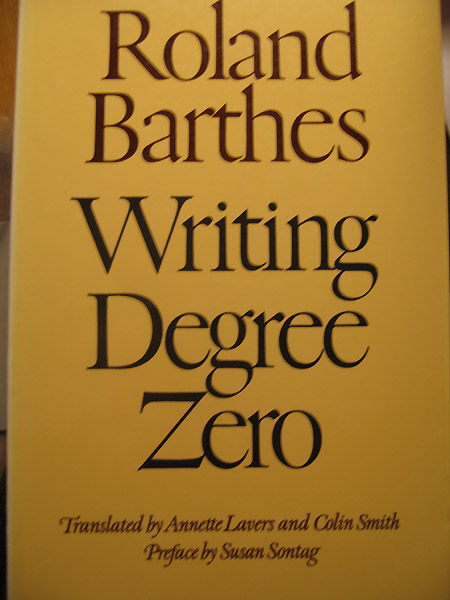 Roland
Barthes
Writing
Degree
Zero
Translated by Annette Lavers and Colin Smith
Preface by Susan Sontag